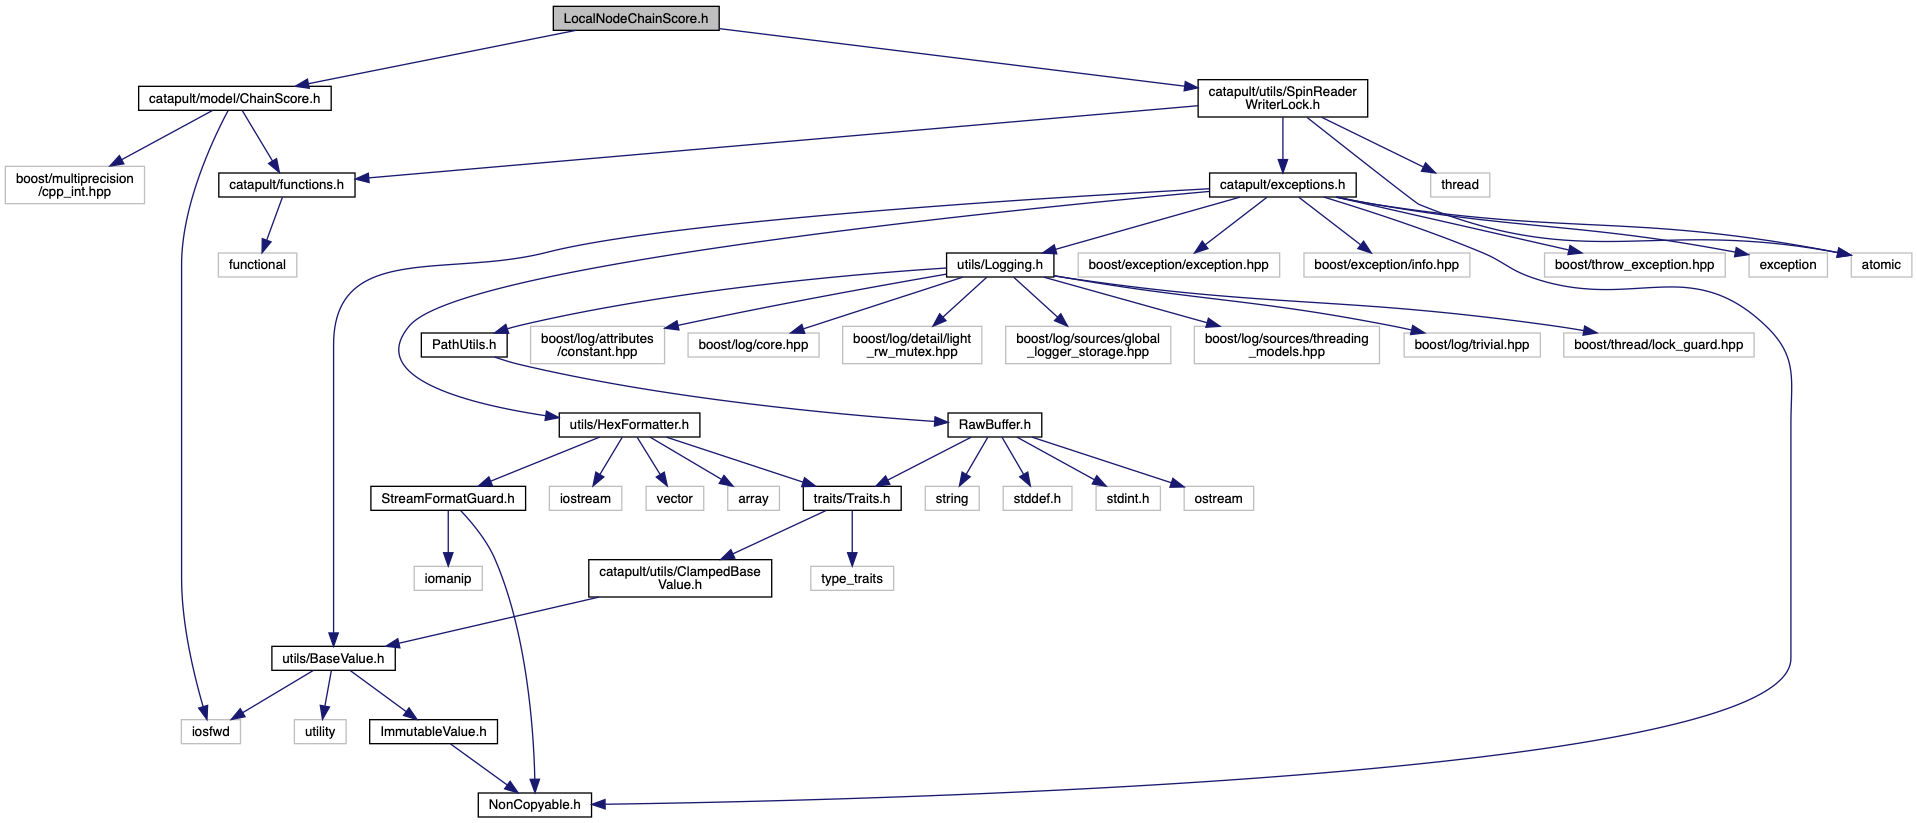 LocalNodeChainScore.h
catapult/model/ChainScore.h
catapult/utils/SpinReader
WriterLock.h
boost/multiprecision
/cpp_int.hpp
catapult/functions.h
catapult/exceptions.h
thread
functional
utils/Logging.h
boost/exception/exception.hpp
boost/exception/info.hpp
boost/throw_exception.hpp
exception
atomic
PathUtils.h
boost/log/attributes
/constant.hpp
boost/log/core.hpp
boost/log/detail/light
_rw_mutex.hpp
boost/log/sources/global
_logger_storage.hpp
boost/log/sources/threading
_models.hpp
boost/log/trivial.hpp
boost/thread/lock_guard.hpp
utils/HexFormatter.h
RawBuffer.h
StreamFormatGuard.h
iostream
vector
array
traits/Traits.h
string
stddef.h
stdint.h
ostream
iomanip
catapult/utils/ClampedBase
Value.h
type_traits
utils/BaseValue.h
iosfwd
utility
ImmutableValue.h
NonCopyable.h